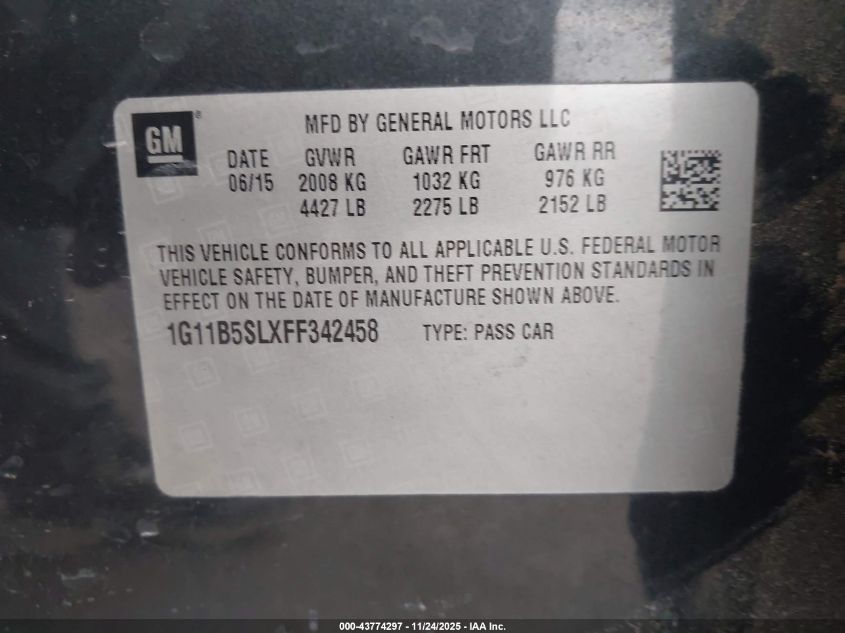 GM ®
MFD BY GENERAL MOTORS LLC
DATE GVWR GAWR FRT GAWR RR
06/15 2008 KG 1032 KG 976 KG
4427 LB 2275 LB 2152 LB
THIS VEHICLE CONFORMS TO ALL APPLICABLE U.S. FEDERAL MOTOR
VEHICLE SAFETY, BUMPER, AND THEFT PREVENTION STANDARDS IN
EFFECT ON THE DATE OF MANUFACTURE SHOWN ABOVE.
1G11B5SLXFF342458 TYPE: PASS CAR
000-43774297 - 11/24/2025 - IAA Inc.